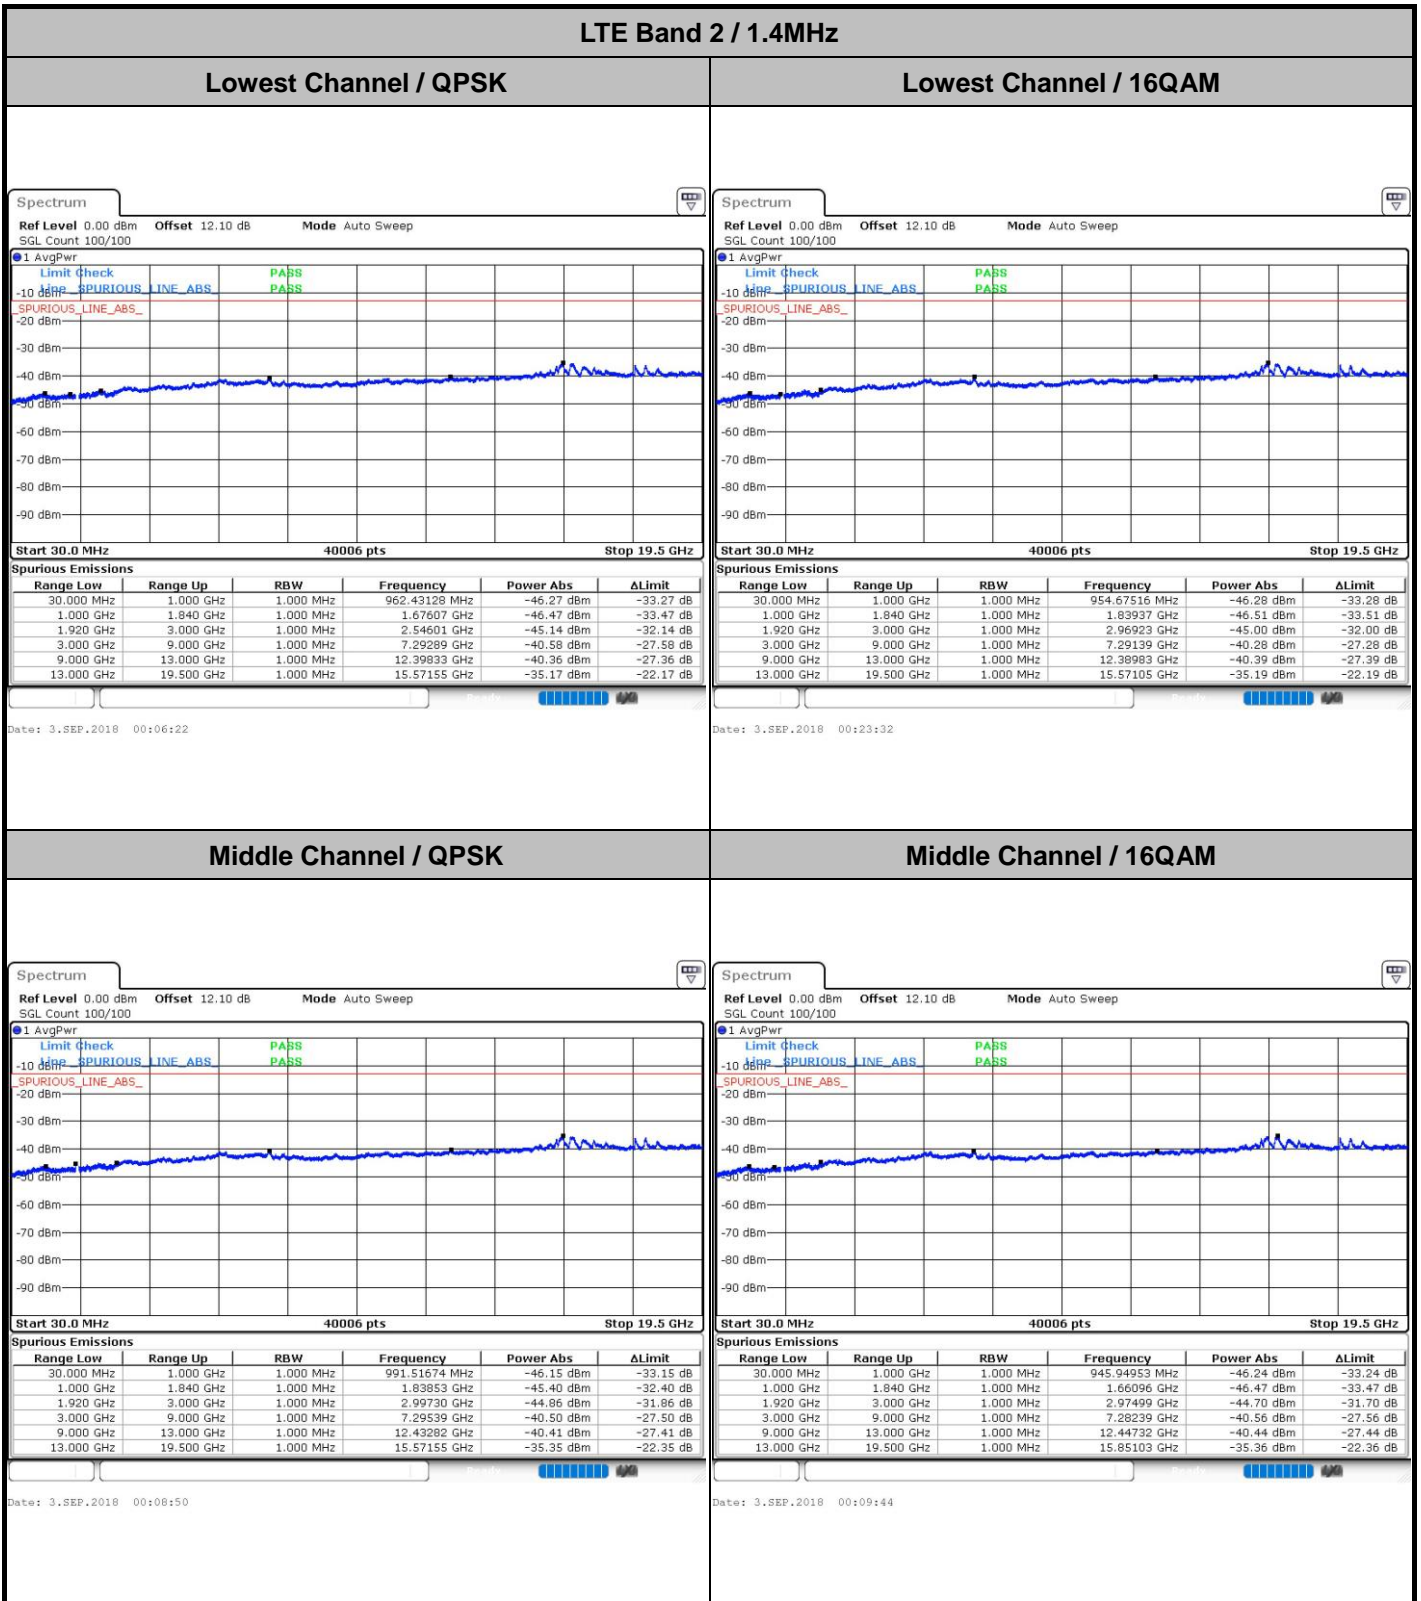 LTE Band 2 / 1.4MHz
Lowest Channel / QPSK
Lowest Channel / 16QAM
Spectrum
Ref Level 0.00 dBm Offset 12.10 dB Mode Auto Sweep
SGL Count 100/100
1 AvgPwr
Limit Check PASS
Line _SPURIOUS_LINE_ABS_ PASS
-10 dBm
_SPURIOUS_LINE_ABS_
-20 dBm
-30 dBm
-40 dBm
-50 dBm
-60 dBm
-70 dBm
-80 dBm
-90 dBm
Start 30.0 MHz 40006 pts Stop 19.5 GHz
Spurious Emissions
Range Low Range Up RBW Frequency Power Abs ΔLimit
30.000 MHz 1.000 GHz 1.000 MHz 962.43128 MHz -46.27 dBm -33.27 dB
1.000 GHz 1.840 GHz 1.000 MHz 1.67607 GHz -46.47 dBm -33.47 dB
1.920 GHz 3.000 GHz 1.000 MHz 2.54601 GHz -45.14 dBm -32.14 dB
3.000 GHz 9.000 GHz 1.000 MHz 7.29289 GHz -40.58 dBm -27.58 dB
9.000 GHz 13.000 GHz 1.000 MHz 12.39833 GHz -40.36 dBm -27.36 dB
13.000 GHz 19.500 GHz 1.000 MHz 15.57155 GHz -35.17 dBm -22.17 dB
Date: 3.SEP.2018 00:06:22
Spectrum
Ref Level 0.00 dBm Offset 12.10 dB Mode Auto Sweep
SGL Count 100/100
1 AvgPwr
Limit Check PASS
Line _SPURIOUS_LINE_ABS_ PASS
-10 dBm
_SPURIOUS_LINE_ABS_
-20 dBm
-30 dBm
-40 dBm
-50 dBm
-60 dBm
-70 dBm
-80 dBm
-90 dBm
Start 30.0 MHz 40006 pts Stop 19.5 GHz
Spurious Emissions
Range Low Range Up RBW Frequency Power Abs ΔLimit
30.000 MHz 1.000 GHz 1.000 MHz 954.67516 MHz -46.28 dBm -33.28 dB
1.000 GHz 1.840 GHz 1.000 MHz 1.83937 GHz -46.51 dBm -33.51 dB
1.920 GHz 3.000 GHz 1.000 MHz 2.96923 GHz -45.00 dBm -32.00 dB
3.000 GHz 9.000 GHz 1.000 MHz 7.29139 GHz -40.28 dBm -27.28 dB
9.000 GHz 13.000 GHz 1.000 MHz 12.38983 GHz -40.39 dBm -27.39 dB
13.000 GHz 19.500 GHz 1.000 MHz 15.57105 GHz -35.19 dBm -22.19 dB
Date: 3.SEP.2018 00:23:32
Middle Channel / QPSK
Middle Channel / 16QAM
Spectrum
Ref Level 0.00 dBm Offset 12.10 dB Mode Auto Sweep
SGL Count 100/100
1 AvgPwr
Limit Check PASS
Line _SPURIOUS_LINE_ABS_ PASS
-10 dBm
_SPURIOUS_LINE_ABS_
-20 dBm
-30 dBm
-40 dBm
-50 dBm
-60 dBm
-70 dBm
-80 dBm
-90 dBm
Start 30.0 MHz 40006 pts Stop 19.5 GHz
Spurious Emissions
Range Low Range Up RBW Frequency Power Abs ΔLimit
30.000 MHz 1.000 GHz 1.000 MHz 991.51674 MHz -46.15 dBm -33.15 dB
1.000 GHz 1.840 GHz 1.000 MHz 1.83853 GHz -45.40 dBm -32.40 dB
1.920 GHz 3.000 GHz 1.000 MHz 2.99730 GHz -44.86 dBm -31.86 dB
3.000 GHz 9.000 GHz 1.000 MHz 7.29539 GHz -40.50 dBm -27.50 dB
9.000 GHz 13.000 GHz 1.000 MHz 12.43282 GHz -40.41 dBm -27.41 dB
13.000 GHz 19.500 GHz 1.000 MHz 15.57155 GHz -35.35 dBm -22.35 dB
Date: 3.SEP.2018 00:08:50
Spectrum
Ref Level 0.00 dBm Offset 12.10 dB Mode Auto Sweep
SGL Count 100/100
1 AvgPwr
Limit Check PASS
Line _SPURIOUS_LINE_ABS_ PASS
-10 dBm
_SPURIOUS_LINE_ABS_
-20 dBm
-30 dBm
-40 dBm
-50 dBm
-60 dBm
-70 dBm
-80 dBm
-90 dBm
Start 30.0 MHz 40006 pts Stop 19.5 GHz
Spurious Emissions
Range Low Range Up RBW Frequency Power Abs ΔLimit
30.000 MHz 1.000 GHz 1.000 MHz 945.94953 MHz -46.24 dBm -33.24 dB
1.000 GHz 1.840 GHz 1.000 MHz 1.66096 GHz -46.47 dBm -33.47 dB
1.920 GHz 3.000 GHz 1.000 MHz 2.97499 GHz -44.70 dBm -31.70 dB
3.000 GHz 9.000 GHz 1.000 MHz 7.28239 GHz -40.56 dBm -27.56 dB
9.000 GHz 13.000 GHz 1.000 MHz 12.44732 GHz -40.44 dBm -27.44 dB
13.000 GHz 19.500 GHz 1.000 MHz 15.85103 GHz -35.36 dBm -22.36 dB
Date: 3.SEP.2018 00:09:44